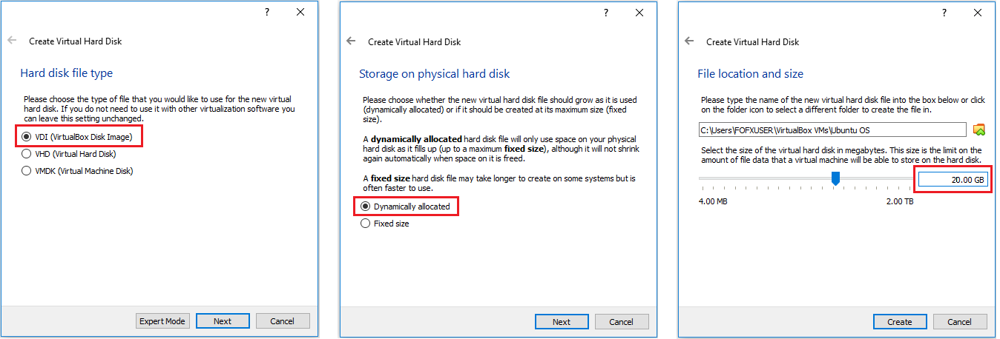 ?
Create Virtual Hard Disk
Hard disk file type
Please choose the type of file that you would like to use for the new virtual
hard disk. If you do not need to use it with other virtualization software you
can leave this setting unchanged.
VDI (VirtualBox Disk Image)
VHD (Virtual Hard Disk)
VMDK (Virtual Machine Disk)
Expert Mode
Next
Cancel
?
Create Virtual Hard Disk
Storage on physical hard disk
Please choose whether the new virtual hard disk file should grow as it is used
(dynamically allocated) or if it should be created at its maximum size (fixed
size).
A dynamically allocated hard disk file will only use space on your physical
hard disk as it fills up (up to a maximum fixed size), although it will not shrink
again automatically when space on it is freed.
A fixed size hard disk file may take longer to create on some systems but is
often faster to use.
Dynamically allocated
Fixed size
Next
Cancel
?
Create Virtual Hard Disk
File location and size
Please type the name of the new virtual hard disk file into the box below or click
on the folder icon to select a different folder to create the file in.
C:\Users\FOFXUSER\VirtualBox VMs\Ubuntu OS
Select the size of the virtual hard disk in megabytes. This size is the limit on the
amount of file data that a virtual machine will be able to store on the hard disk.
20.00 GB
4.00 MB
2.00 TB
Create
Cancel